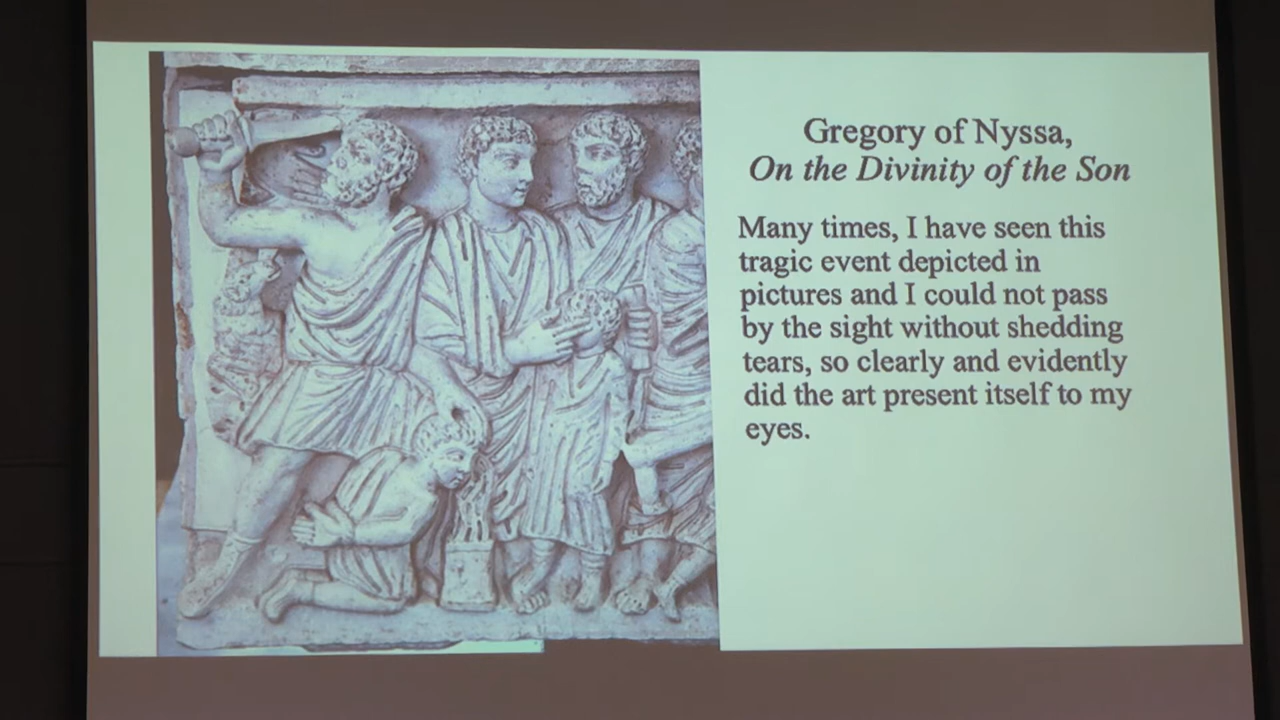 Gregory of Nyssa,
On the Divinity of the Son
Many times, I have seen this
tragic event depicted in
pictures and I could not pass
by the sight without shedding
tears, so clearly and evidently
did the art present itself to my
eyes.